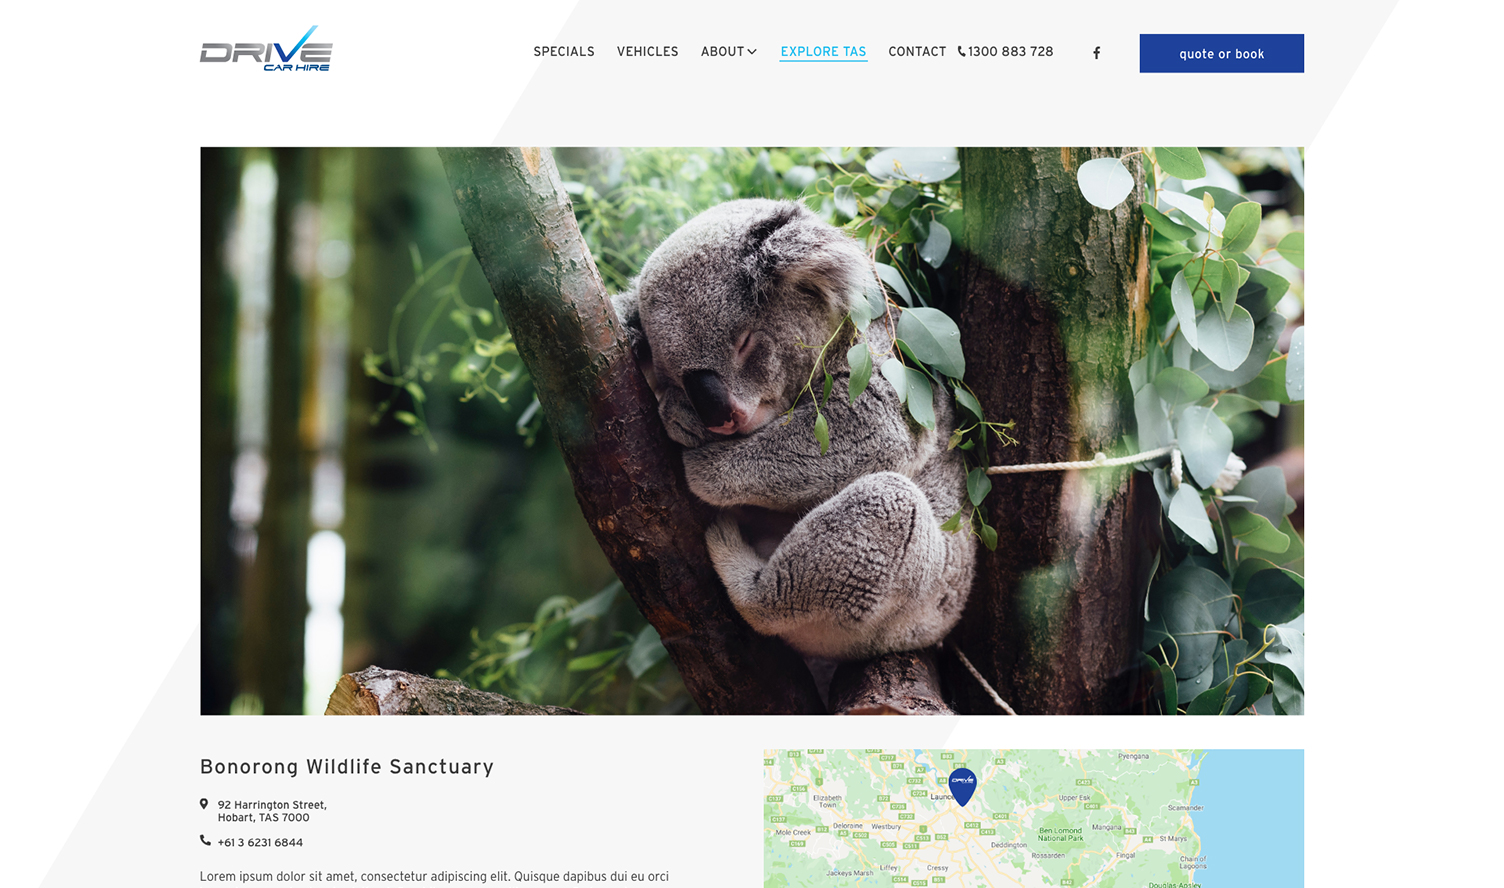 DRIVE
CAR HIRE
SPECIALS VEHICLES ABOUT EXPLORE TAS CONTACT 1300 883 728
quote or book
Bonorong Wildlife Sanctuary
92 Harrington Street,
Hobart, TAS 7000
+61 3 6231 6844
Lorem ipsum dolor sit amet, consectetur adipiscing elit. Quisque dapibus dui eu orci
Pyengana
DRIVE
Launc
Elizabeth
Town
Upper Esk
Scamander
Deloraine Westbury
Mole Creek
Ben Lomond
National Park
Mangana
St Marys
Deddington
Rossarden
Fingal
Chain of
Lagoons
Liffey
Cressy
Jackeys Marsh
Douglas Apsley